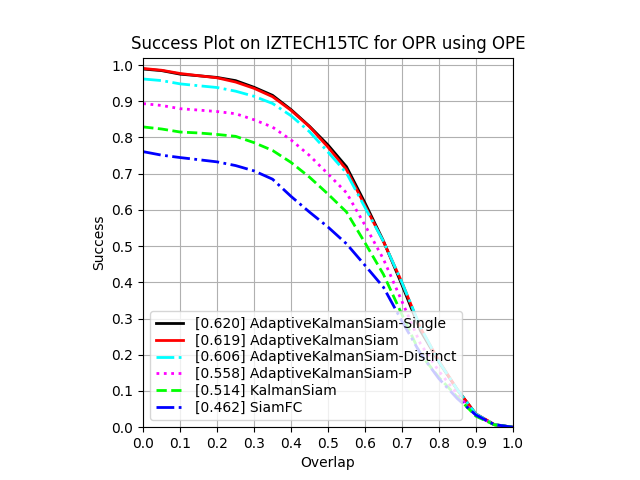 Success Plot on IZTECH15TC for OPR using OPE
1.0
0.9
0.8
0.7
0.6
0.5
0.4
0.3
0.2
0.1
0.0
Success
[0.620] AdaptiveKalmanSiam-Single
[0.619] AdaptiveKalmanSiam
[0.606] AdaptiveKalmanSiam-Distinct
[0.558] AdaptiveKalmanSiam-P
[0.514] KalmanSiam
[0.462] SiamFC
0.0 0.1 0.2 0.3 0.4 0.5 0.6 0.7 0.8 0.9 1.0
Overlap